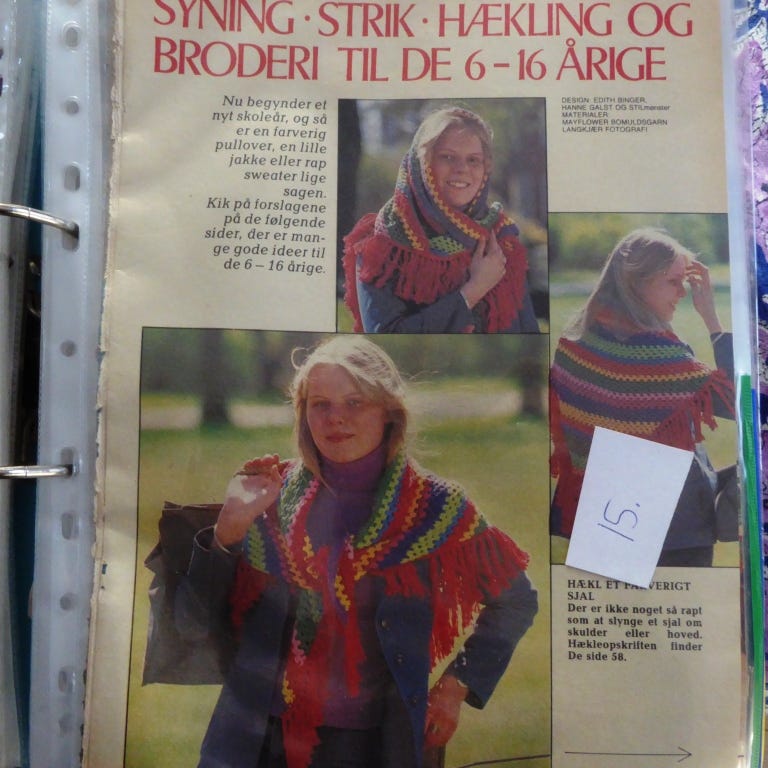 SYNING · STRIK · HÆKLING OG
BRODERI TIL DE 6-16 ÅRIGE
Nu begynder et
nyt skoleår, og så
er en farverig
pullover, en lille
jakke eller rap
sweater lige
sagen.
Kik på forslagene
på de følgende
sider, der er man-
ge gode ideer til
de 6-16 årige.
DESIGN: EDITH BINGER,
HANNE GALST OG STILmønster
MATERIALER:
MAYFLOWER BOMULDSGARN
LANGKJÆR FOTOGRAFI
15.
HÆKL ET FARVERIGT
SJAL
Der er ikke noget så rapt
som at slynge et sjal om
skulder eller hoved.
Hækleopskriften finder
De side 58.